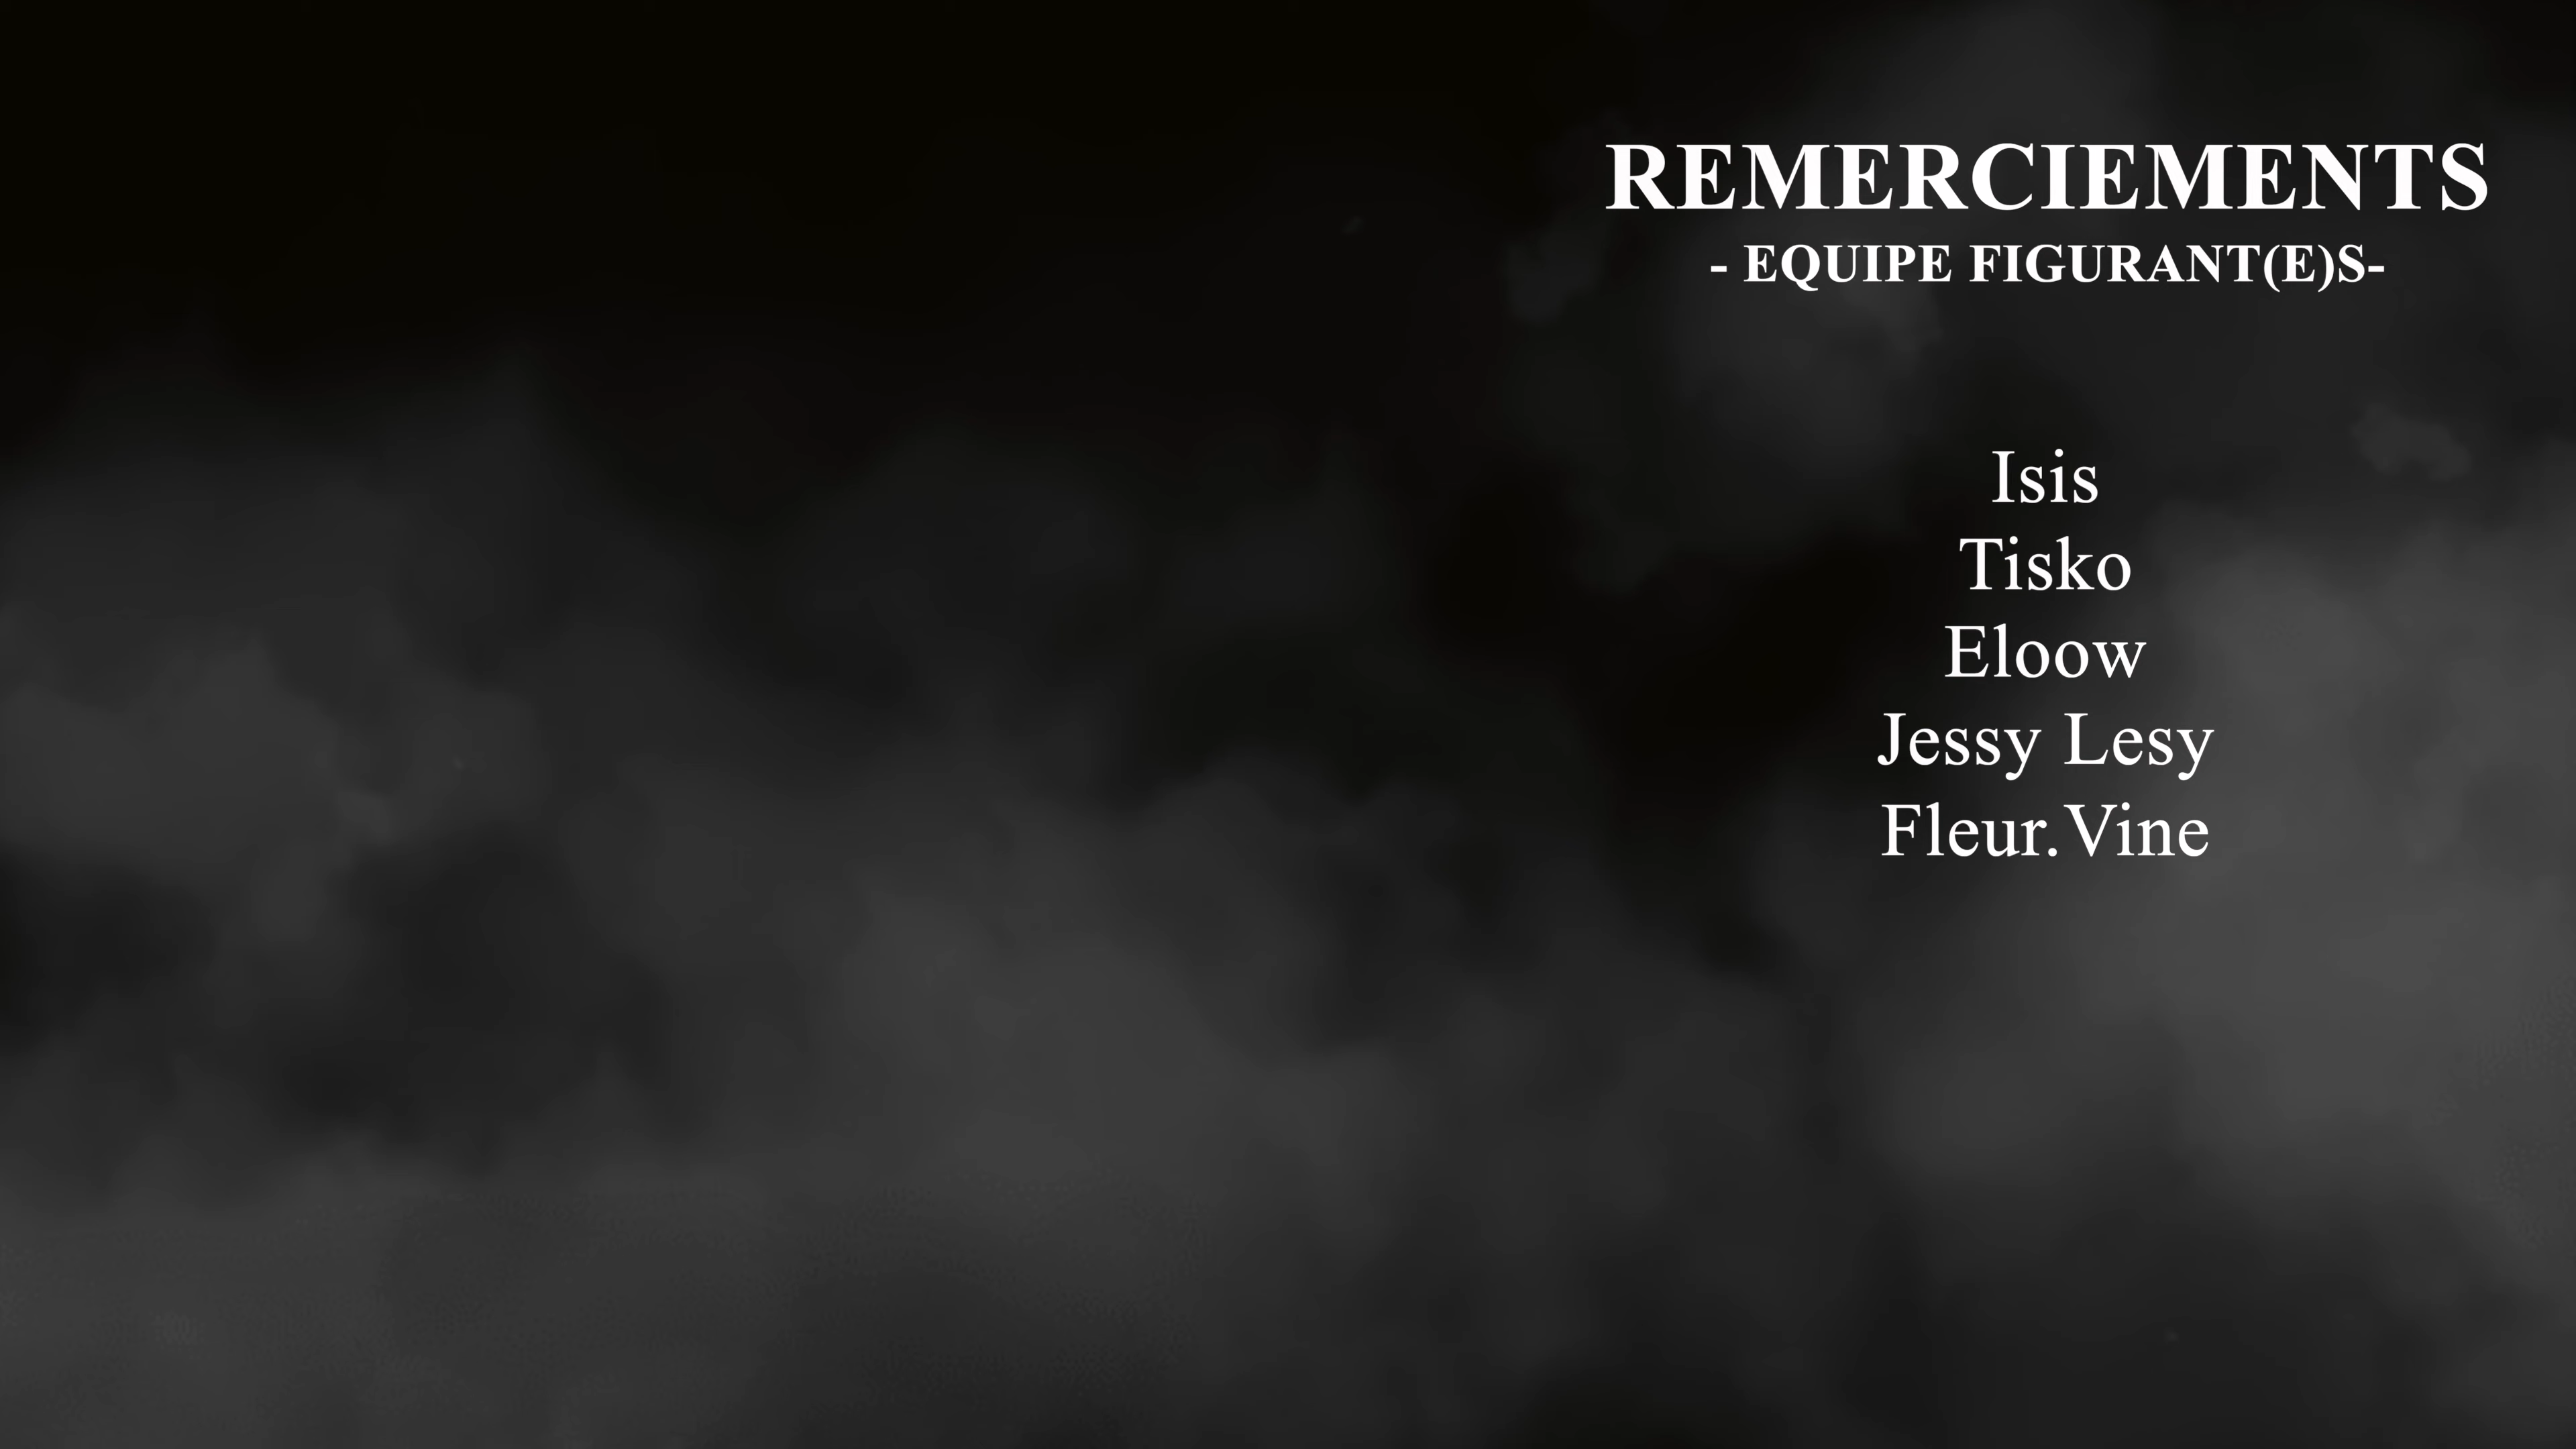 REMERCIEMENTS
- EQUIPE FIGURANT(E)S-
Isis
Tisko
Eloow
Jessy Lesy
Fleur.Vine